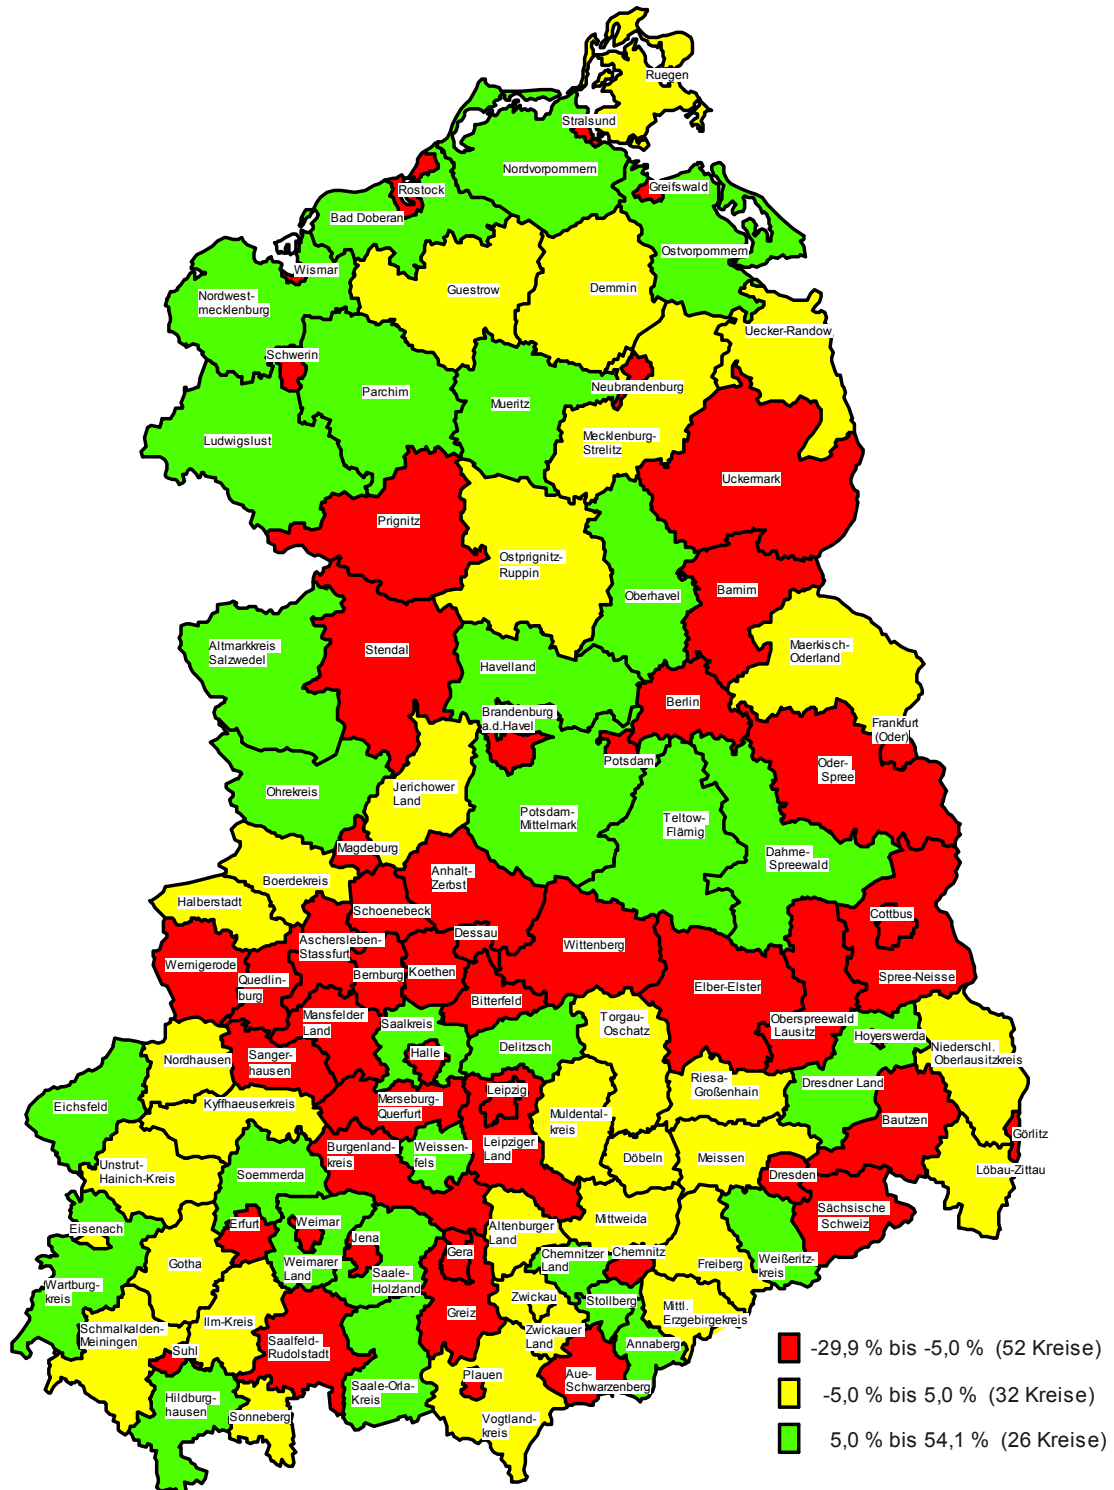 Ruegen
Stralsund
Nordvorpommern
Greifswald
Rostock
Bad Doberan
Ostvorpommern
Wismar
Guestrow
Demmin
Nordwest-
mecklenburg
Uecker-Randow
Schwerin
Neubrandenburg
Parchim
Mueritz
Mecklenburg-
Strelitz
Ludwigslust
Uckermark
Prignitz
Ostprignitz-
Ruppin
Oberhavel
Barnim
Altmarkkreis
Salzwedel
Stendal
Havelland
Maerkisch-
Oderland
Berlin
Brandenburg
a.d.Havel
Frankfurt
(Oder)
Potsdam
Oder-
Spree
Ohrekreis
Jerichower
Land
Potsdam-
Mittelmark
Teltow-
Flämig
Magdeburg
Dahme-
Spreewald
Boerdekreis
Anhalt-
Zerbst
Halberstadt
Schoenebeck
Cottbus
Dessau
Aschersleben-
Stassfurt
Wittenberg
Wernigerode
Quedlin-
burg
Bernburg
Koethen
Spree-Neisse
Elber-Elster
Bitterfeld
Mansfelder
Land
Saalkreis
Torgau-
Oschatz
Oberspreewald
Lausitz
Hoyerswerda
Niederschl.
Oberlausitzkreis
Nordhausen
Sanger-
hausen
Halle
Delitzsch
Riesa-
Großenhain
Dresdner Land
Eichsfeld
Kyffhaeuserkreis
Merseburg-
Querfurt
Leipzig
Muldental-
kreis
Bautzen
Görlitz
Burgenland-
kreis
Weissen-
fels
Leipziger
Land
Döbeln
Meissen
Unstrut-
Hainich-Kreis
Soemmerda
Dresden
Löbau-Zittau
Sächsische
Schweiz
Eisenach
Erfurt
Weimar
Jena
Altenburger
Land
Mittweida
Gera
Chemnitzer
Land
Chemnitz
Freiberg
Weißeritz-
kreis
Gotha
Weimarer
Land
Saale-
Holzland
Wartburg-
kreis
Zwickau
Stollberg
Mittl.
Erzgebirgekreis
Schmalkalden-
Meiningen
Ilm-Kreis
Greiz
Zwickauer
Land
Saalfeld-
Rudolstadt
Suhl
Annaberg
Plauen
Aue-
Schwarzenberg
Hildburg-
hausen
Saale-Orla-
Kreis
Sonneberg
Vogtland-
kreis
-29,9 % bis -5,0 % (52 Kreise)
-5,0 % bis 5,0 % (32 Kreise)
5,0 % bis 54,1 % (26 Kreise)